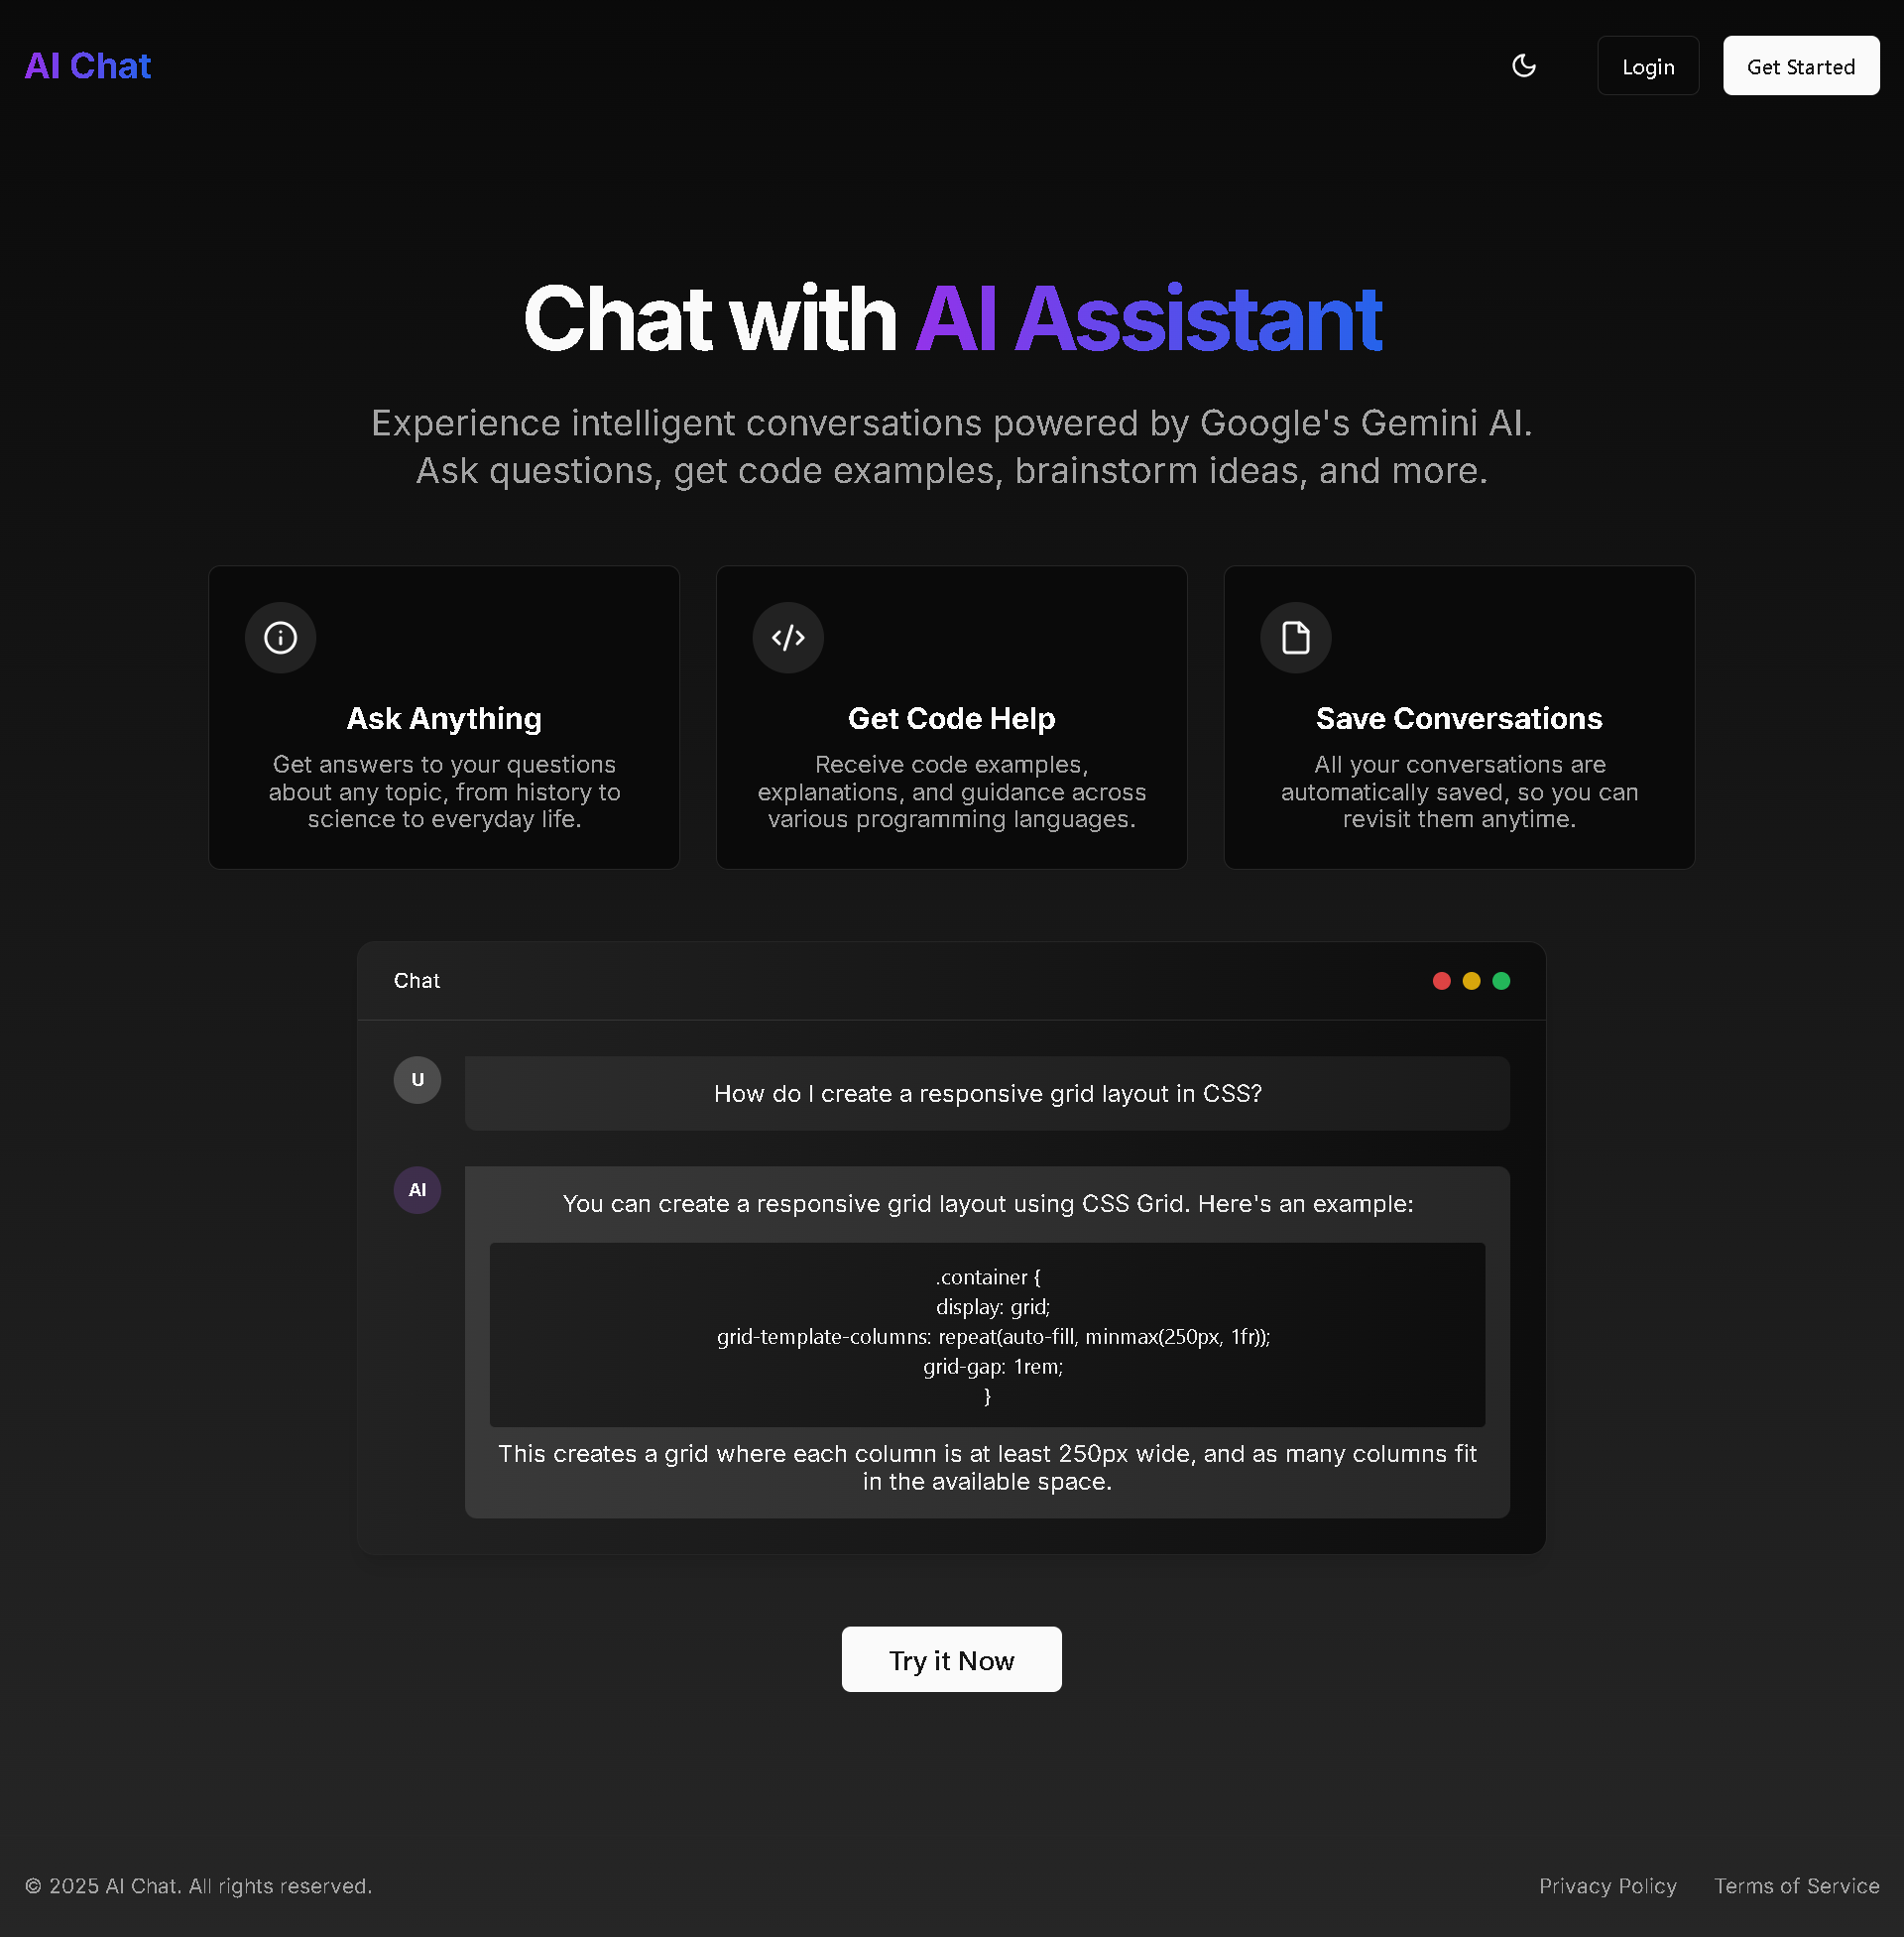 AI Chat
Login
Get Started
Chat with AI Assistant
Experience intelligent conversations powered by Google's Gemini AI.
Ask questions, get code examples, brainstorm ideas, and more.
Ask Anything
Get answers to your questions
about any topic, from history to
science to everyday life.
Get Code Help
Receive code examples,
explanations, and guidance across
various programming languages.
Save Conversations
All your conversations are
automatically saved, so you can
revisit them anytime.
Chat
U
How do I create a responsive grid layout in CSS?
AI
You can create a responsive grid layout using CSS Grid. Here's an example:
.container {
display: grid;
grid-template-columns: repeat(auto-fill, minmax(250px, 1fr));
grid-gap: 1rem;
}
This creates a grid where each column is at least 250px wide, and as many columns fit
in the available space.
Try it Now
© 2025 AI Chat. All rights reserved.
Privacy Policy
Terms of Service